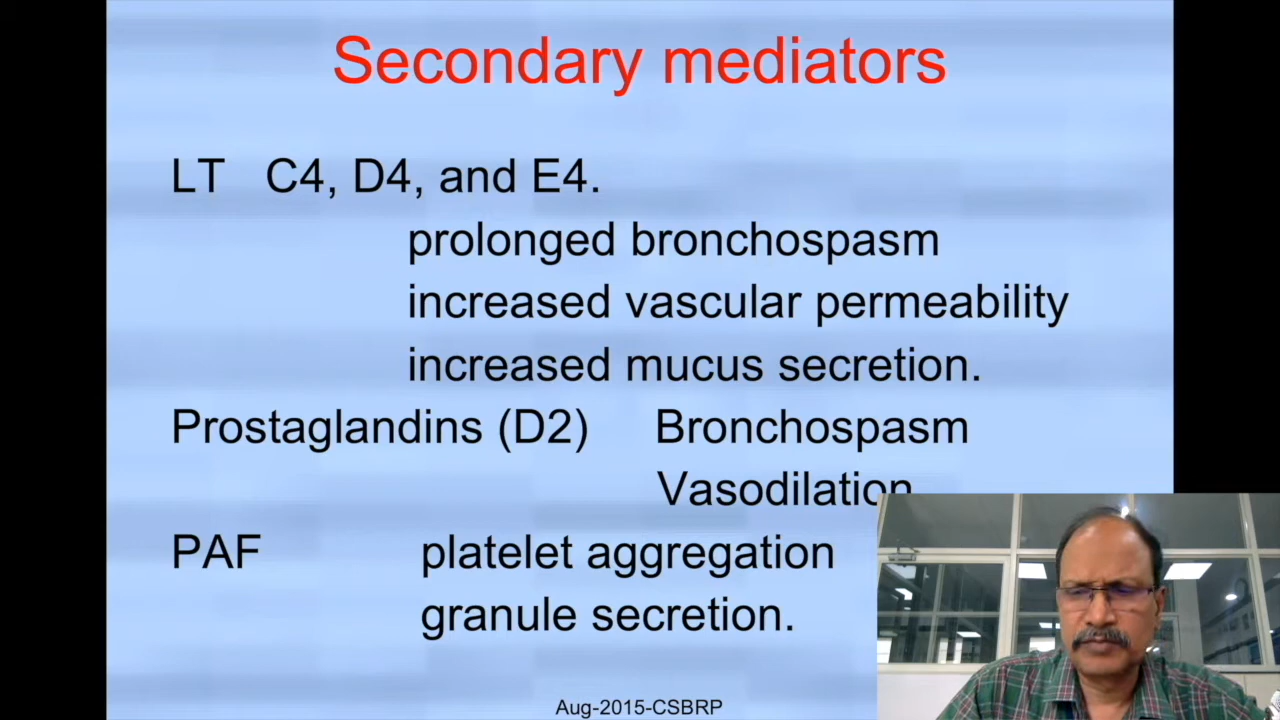 Secondary mediators
LT C4, D4, and E4.
prolonged bronchospasm
increased vascular permeability
increased mucus secretion.
Prostaglandins (D2) Bronchospasm
Vasodilation
PAF platelet aggregation
granule secretion.
Aug-2015-CSBRP